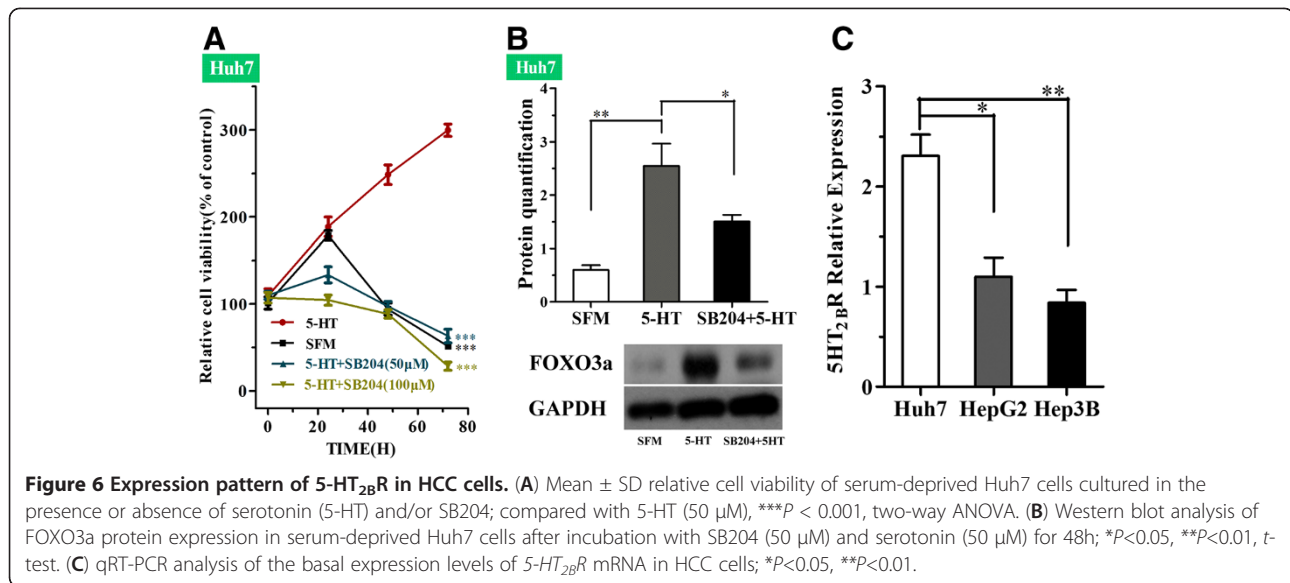 A
Huh7
Relative cell viability(% of control)
300
200
100
0
5-HT
SFM
5-HT+SB204(50μM)
5-HT+SB204(100μM)
***
***
***
0 20 40 60 80
TIME(H)
B
Huh7
Protein quantification
4
3
2
1
0
**
*
SFM 5-HT SB204+5-HT
FOXO3a
GAPDH
SFM 5-HT SB204+5HT
C
5HT2BR Relative Expression
3
2
1
0
**
*
Huh7 HepG2 Hep3B
Figure 6 Expression pattern of 5-HT2BR in HCC cells. (A) Mean ± SD relative cell viability of serum-deprived Huh7 cells cultured in the
presence or absence of serotonin (5-HT) and/or SB204; compared with 5-HT (50 μM), ***P < 0.001, two-way ANOVA. (B) Western blot analysis of
FOXO3a protein expression in serum-deprived Huh7 cells after incubation with SB204 (50 μM) and serotonin (50 μM) for 48h; *P<0.05, **P<0.01, t-
test. (C) qRT-PCR analysis of the basal expression levels of 5-HT2BR mRNA in HCC cells; *P<0.05, **P<0.01.